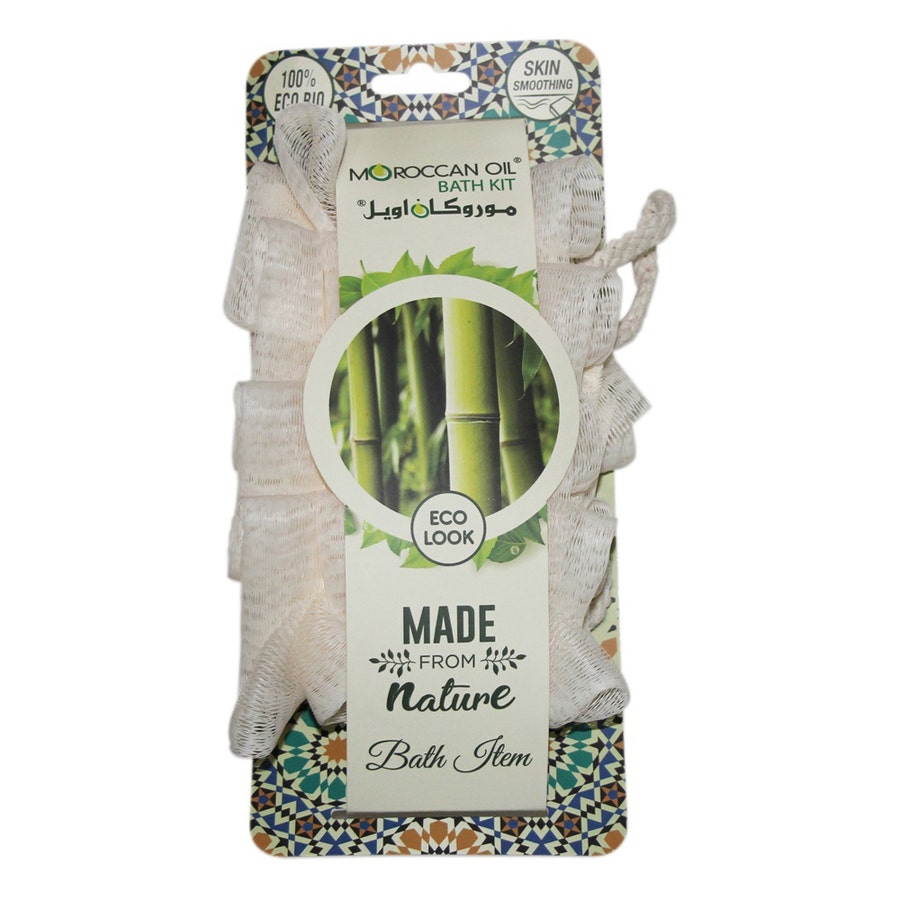 100%
ECO BIO
SKIN
SMOOTHING
MOROCCAN OIL®
BATH KIT
موروكان اويل®
ECO
LOOK
MADE
FROM
nature
Bath Item